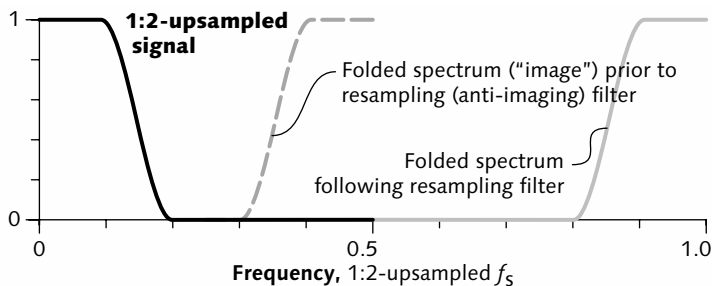 1
1:2-upsampled
signal
Folded spectrum (“image”) prior to
resampling (anti-imaging) filter
Folded spectrum
following resampling filter
0
0
0.5
1.0
Frequency, 1:2-upsampled fS